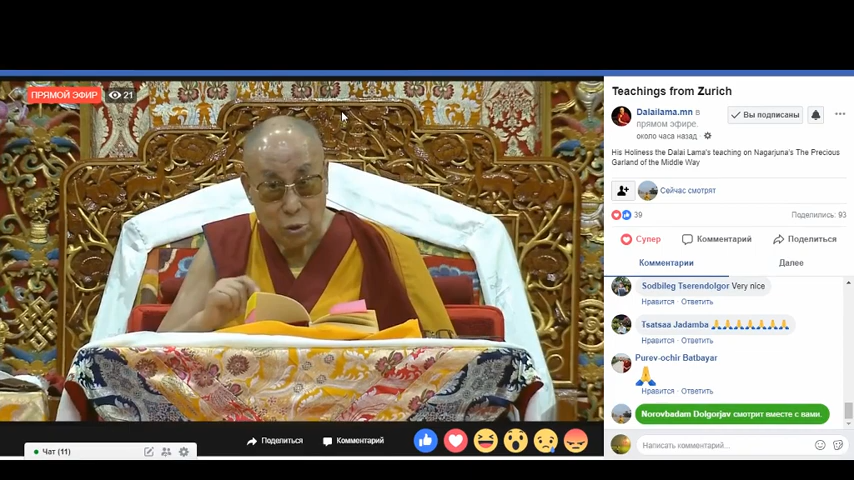 ПРЯМОЙ ЭФИР 21
Teachings from Zurich
Dalailama.mn в
прямом эфире.
около часа назад
Вы подписаны
His Holiness the Dalai Lama's teaching on Nagarjuna's The Precious
Garland of the Middle Way
Сейчас смотрят
39
Поделились: 93
Супер Комментарий Поделиться
Комментарии Далее
Sodbileg Tserendolgor Very nice
Нравится · Ответить
Tsatsaa Jadamba 🙏🙏🙏🙏🙏🙏🙏
Нравится · Ответить
Purev-ochir Batbayar
🙏
Нравится · Ответить
Norovbadam Dolgorjav смотрит вместе с вами.
Написать комментарий...
Поделиться Комментарий
Чат (11)